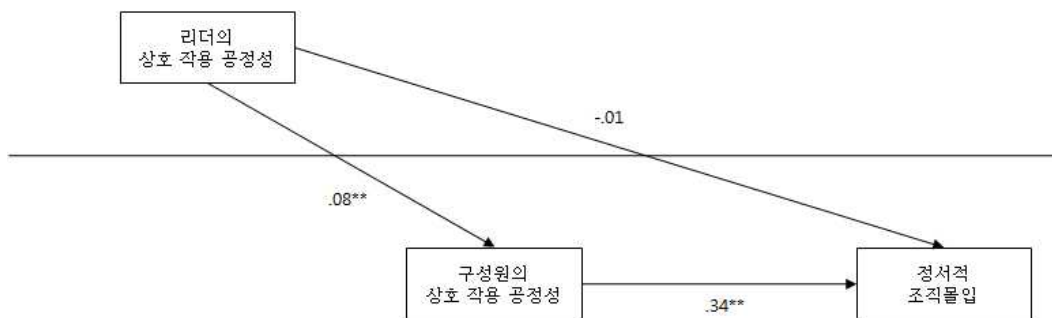 리더의
상호 작용 공정성
-.01
.08**
구성원의
상호 작용 공정성
.34**
정서적
조직몰입